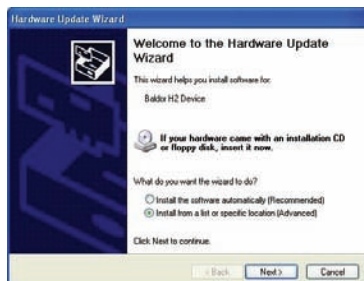 Hardware Update Wizard
Welcome to the Hardware Update
Wizard
This wizard helps you install software for:
Baldor H2 Device
If your hardware came with an installation CD
or floppy disk, insert it now.
What do you want the wizard to do?
Install the software automatically (Recommended)
Install from a list or specific location (Advanced)
Click Next to continue.
< Back Next > Cancel